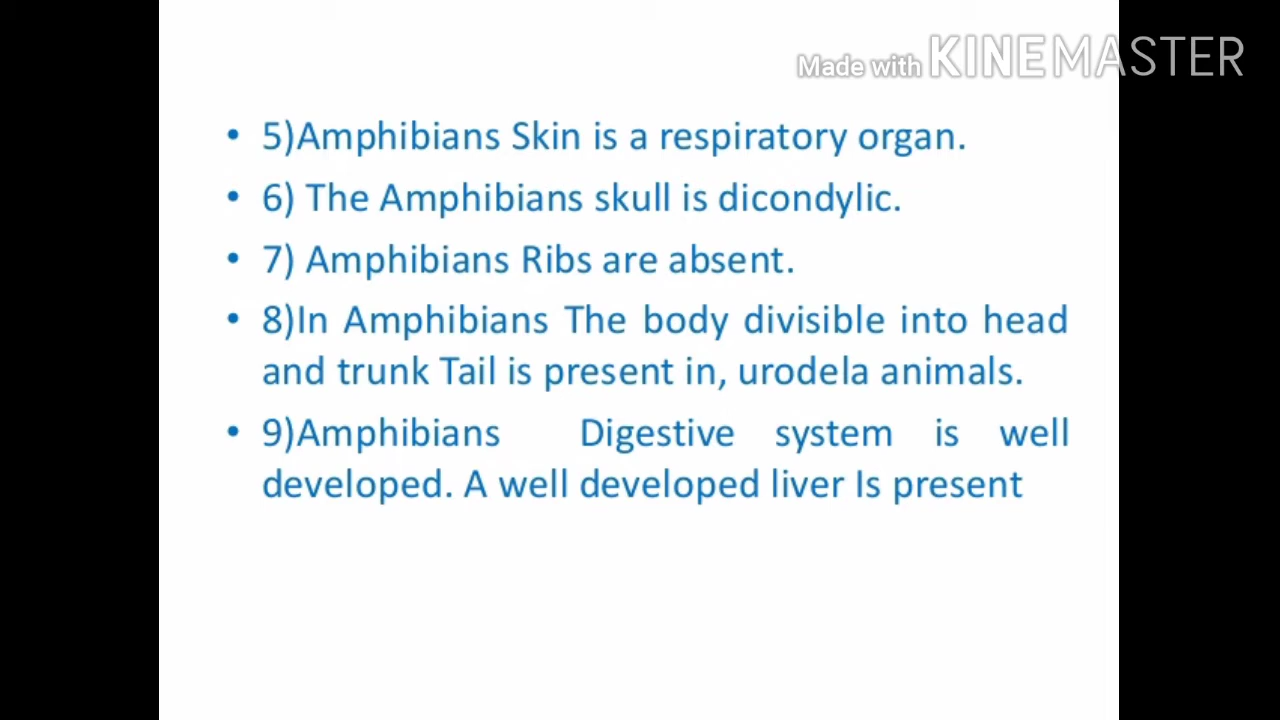 Made with KINEMASTER
• 5)Amphibians Skin is a respiratory organ.
• 6) The Amphibians skull is dicondylic.
• 7) Amphibians Ribs are absent.
• 8)In Amphibians The body divisible into head
and trunk Tail is present in, urodela animals.
• 9)Amphibians Digestive system is well
developed. A well developed liver Is present